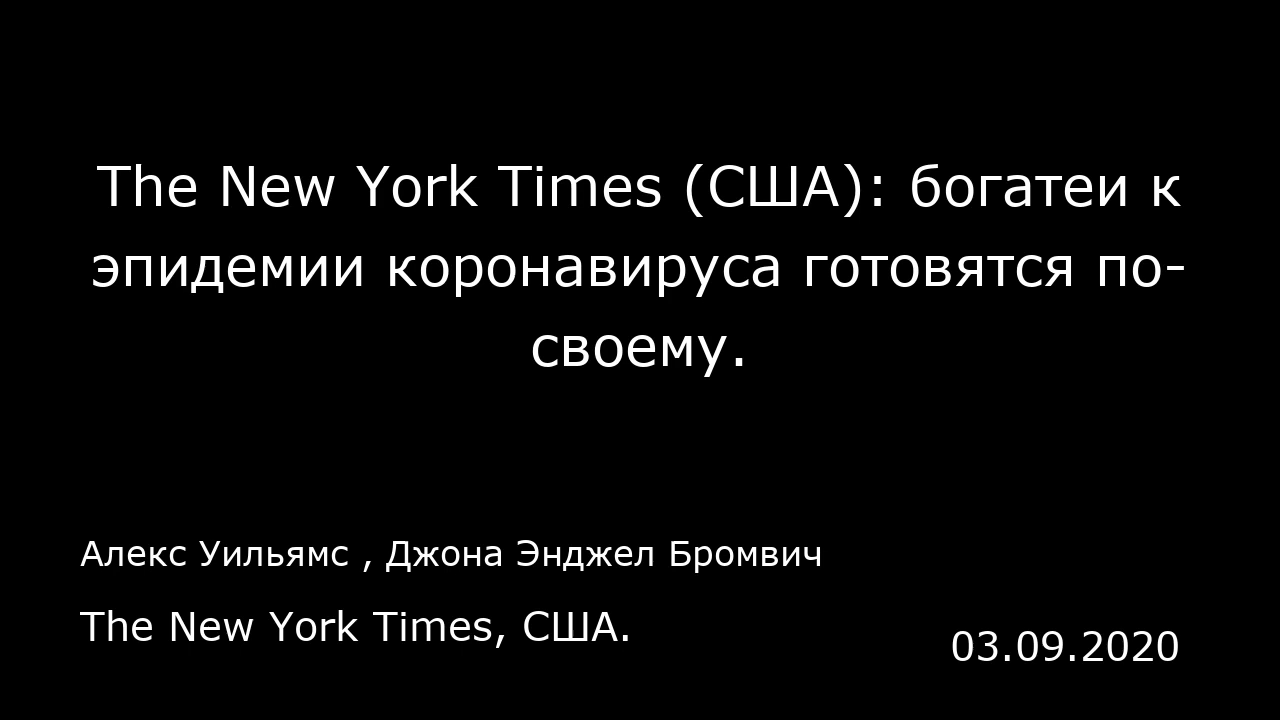 The New York Times (США): богатеи к
эпидемии коронавируса готовятся по-
своему.
Алекс Уильямс , Джона Энджел Бромвич
The New York Times, США.
03.09.2020